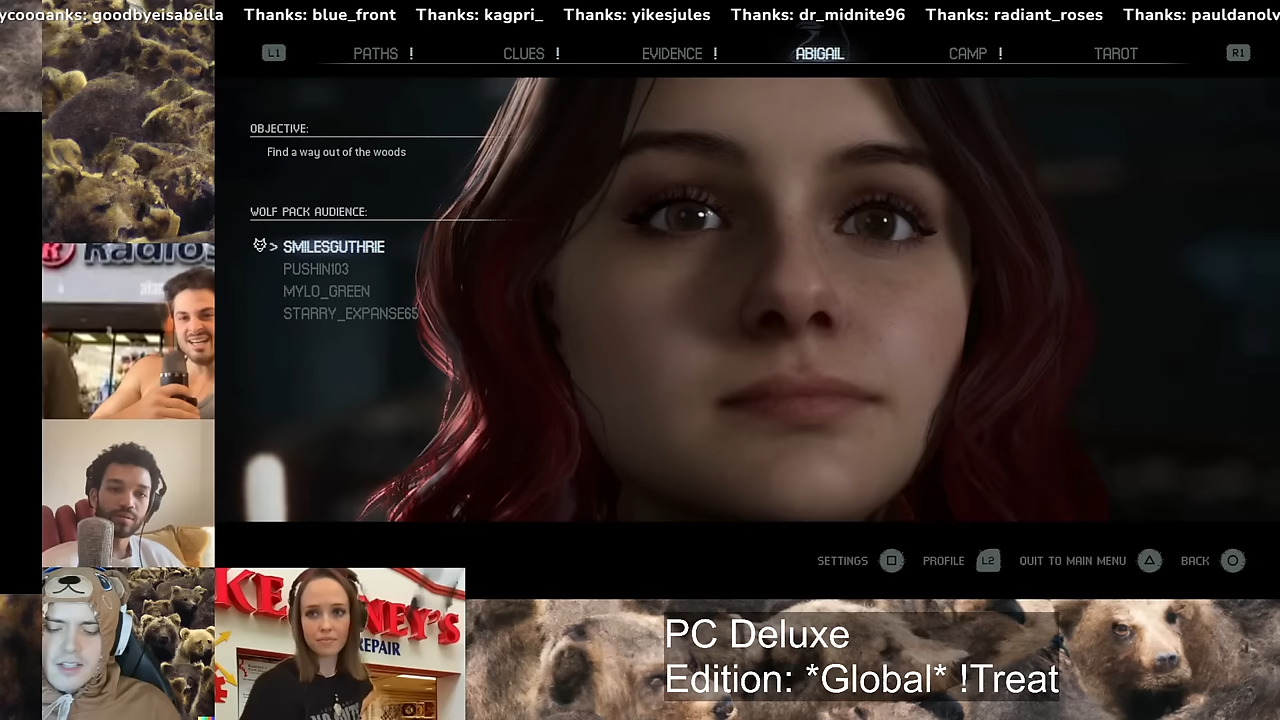 goodbyeisabella Thanks: blue_front Thanks: kagpri_ Thanks: yikesjules Thanks: dr_midnite96 Thanks: radiant_roses Thanks: pauldanolv
L1 PATHS ! CLUES ! EVIDENCE ! ABIGAIL CAMP ! TAROT R1
OBJECTIVE:
Find a way out of the woods
WOLF PACK AUDIENCE:
> SMILESGUTHRIE
PUSHIN103
MYLO_GREEN
STARRY_EXPANSE65
SETTINGS PROFILE L2 QUIT TO MAIN MENU BACK
REPAIR
PC Deluxe
Edition: *Global* !Treat